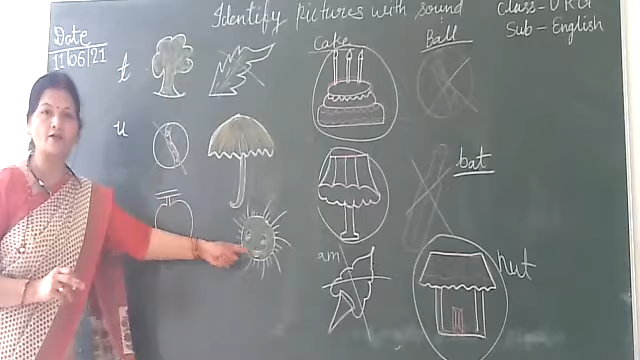 Identify pictures with sound
Class-UKG
Sub-English
Date
11/06/21
t
u
Cake
Ball
bat
am
hut